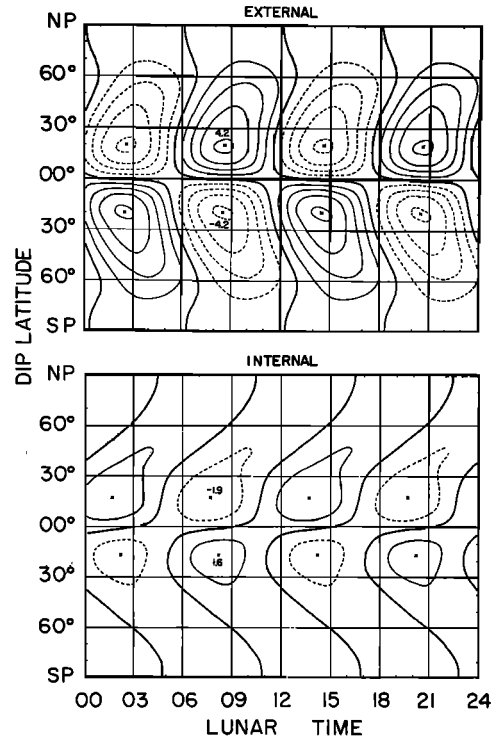 EXTERNAL
NP
60°
30°
4.2
00°
-4.2
30°
60°
SP
DIP LATITUDE
INTERNAL
NP
60°
30°
-1.9
00°
1.6
30°
60°
SP
00 03 06 09 12 15 18 21 24
LUNAR TIME